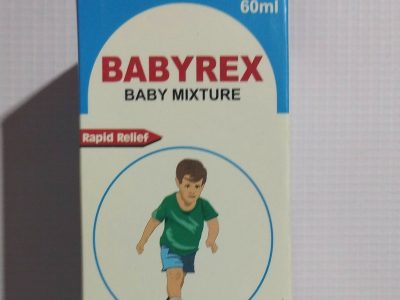 60ml
BABYREX
BABY MIXTURE
Rapid Relief